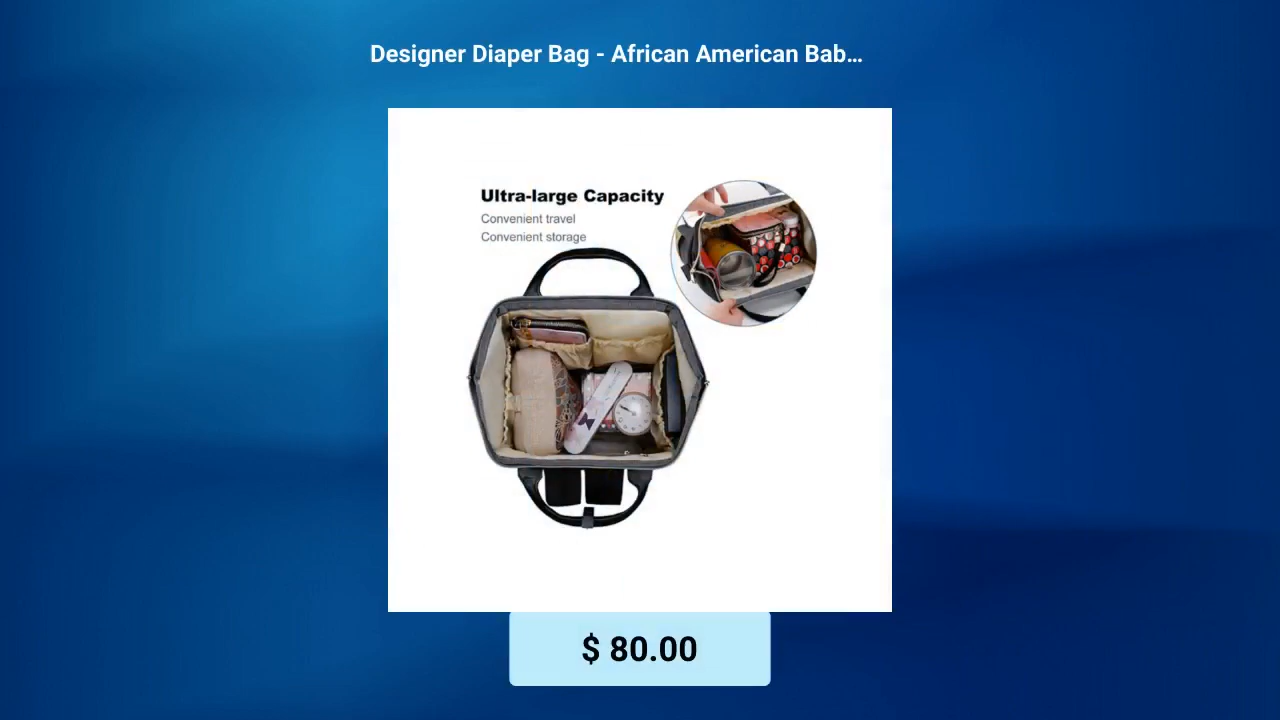 Designer Diaper Bag - African American Bab…
Ultra-large Capacity
Convenient travel
Convenient storage
$ 80.00